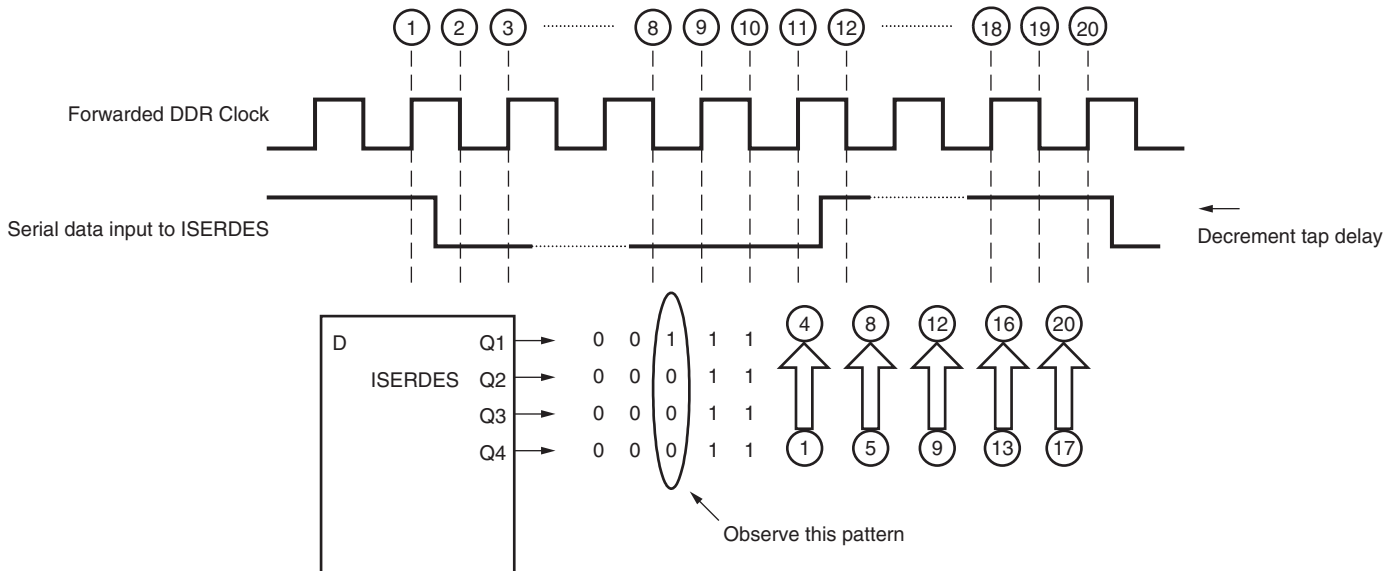 1 2 3 8 9 10 11 12 18 19 20
Forwarded DDR Clock
Serial data input to ISERDES
Decrement tap delay
4 8 12 16 20
D Q1 0 0 1 1 1
ISERDES Q2 0 0 0 1 1
Q3 0 0 0 1 1
Q4 0 0 0 1 1
1 5 9 13 17
Observe this pattern